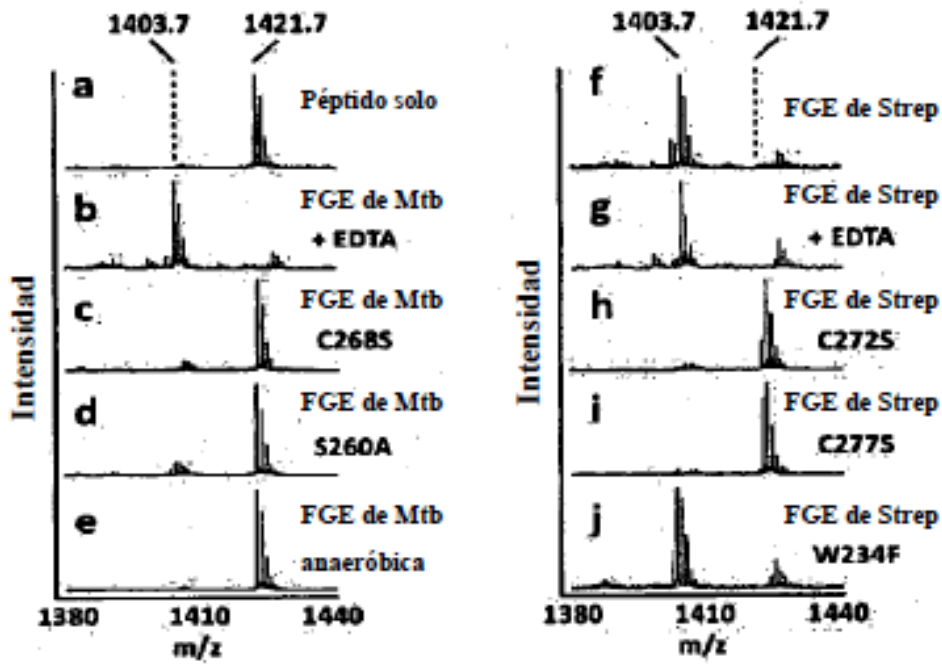 1403.7 1421.7
a Péptido solo
b FGE de Mtb
+ EDTA
c FGE de Mtb
C268S
d FGE de Mtb
S260A
e FGE de Mtb
anaeróbica
Intensidad
1380 1410 1440
m/z
1403.7 1421.7
f FGE de Strep
g FGE de Strep
+ EDTA
h FGE de Strep
C272S
i FGE de Strep
C277S
j FGE de Strep
W234F
Intensidad
1380 1410 1440
m/z